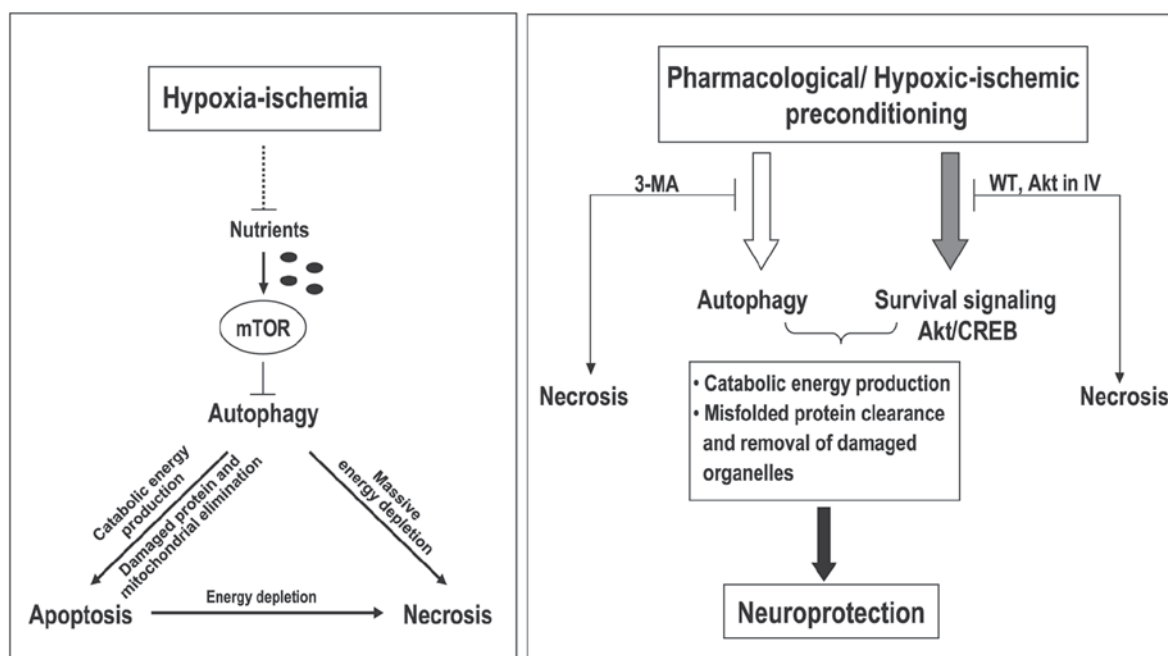 Hypoxia-ischemia
Nutrients
mTOR
Autophagy
Catabolic energy
production
Damaged protein and
mitochondrial elimination
Massive
energy depletion
Apoptosis
Energy depletion
Necrosis
Pharmacological/ Hypoxic-ischemic
preconditioning
3-MA
WT, Akt in IV
Autophagy
Survival signaling
Akt/CREB
Necrosis
• Catabolic energy production
• Misfolded protein clearance
and removal of damaged
organelles
Necrosis
Neuroprotection